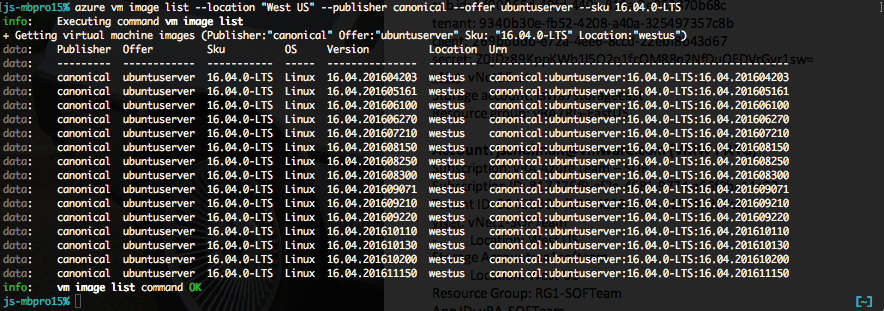 js-mbpro15% azure vm image list --location "West US" --publisher canonical --offer ubuntuserver --sku 16.04.0-LTS
info: Executing command vm image list
+ Getting virtual machine images (Publisher:"canonical" Offer:"ubuntuserver" Sku: "16.04.0-LTS" Location:"westus")
data: Publisher Offer Sku OS Version Location Urn
data: --------- ------------ ----------- ----- --------------- -------- ----------------------------------------------
data: canonical ubuntuserver 16.04.0-LTS Linux 16.04.201604203 westus canonical:ubuntuserver:16.04.0-LTS:16.04.201604203
data: canonical ubuntuserver 16.04.0-LTS Linux 16.04.201605161 westus canonical:ubuntuserver:16.04.0-LTS:16.04.201605161
data: canonical ubuntuserver 16.04.0-LTS Linux 16.04.201606100 westus canonical:ubuntuserver:16.04.0-LTS:16.04.201606100
data: canonical ubuntuserver 16.04.0-LTS Linux 16.04.201606270 westus canonical:ubuntuserver:16.04.0-LTS:16.04.201606270
data: canonical ubuntuserver 16.04.0-LTS Linux 16.04.201607210 westus canonical:ubuntuserver:16.04.0-LTS:16.04.201607210
data: canonical ubuntuserver 16.04.0-LTS Linux 16.04.201608150 westus canonical:ubuntuserver:16.04.0-LTS:16.04.201608150
data: canonical ubuntuserver 16.04.0-LTS Linux 16.04.201608250 westus canonical:ubuntuserver:16.04.0-LTS:16.04.201608250
data: canonical ubuntuserver 16.04.0-LTS Linux 16.04.201608300 westus canonical:ubuntuserver:16.04.0-LTS:16.04.201608300
data: canonical ubuntuserver 16.04.0-LTS Linux 16.04.201609071 westus canonical:ubuntuserver:16.04.0-LTS:16.04.201609071
data: canonical ubuntuserver 16.04.0-LTS Linux 16.04.201609210 westus canonical:ubuntuserver:16.04.0-LTS:16.04.201609210
data: canonical ubuntuserver 16.04.0-LTS Linux 16.04.201609220 westus canonical:ubuntuserver:16.04.0-LTS:16.04.201609220
data: canonical ubuntuserver 16.04.0-LTS Linux 16.04.201610110 westus canonical:ubuntuserver:16.04.0-LTS:16.04.201610110
data: canonical ubuntuserver 16.04.0-LTS Linux 16.04.201610130 westus canonical:ubuntuserver:16.04.0-LTS:16.04.201610130
data: canonical ubuntuserver 16.04.0-LTS Linux 16.04.201610200 westus canonical:ubuntuserver:16.04.0-LTS:16.04.201610200
data: canonical ubuntuserver 16.04.0-LTS Linux 16.04.201611150 westus canonical:ubuntuserver:16.04.0-LTS:16.04.201611150
info: vm image list command OK
js-mbpro15% [~]
Resource Group: RG1-SOFTeam